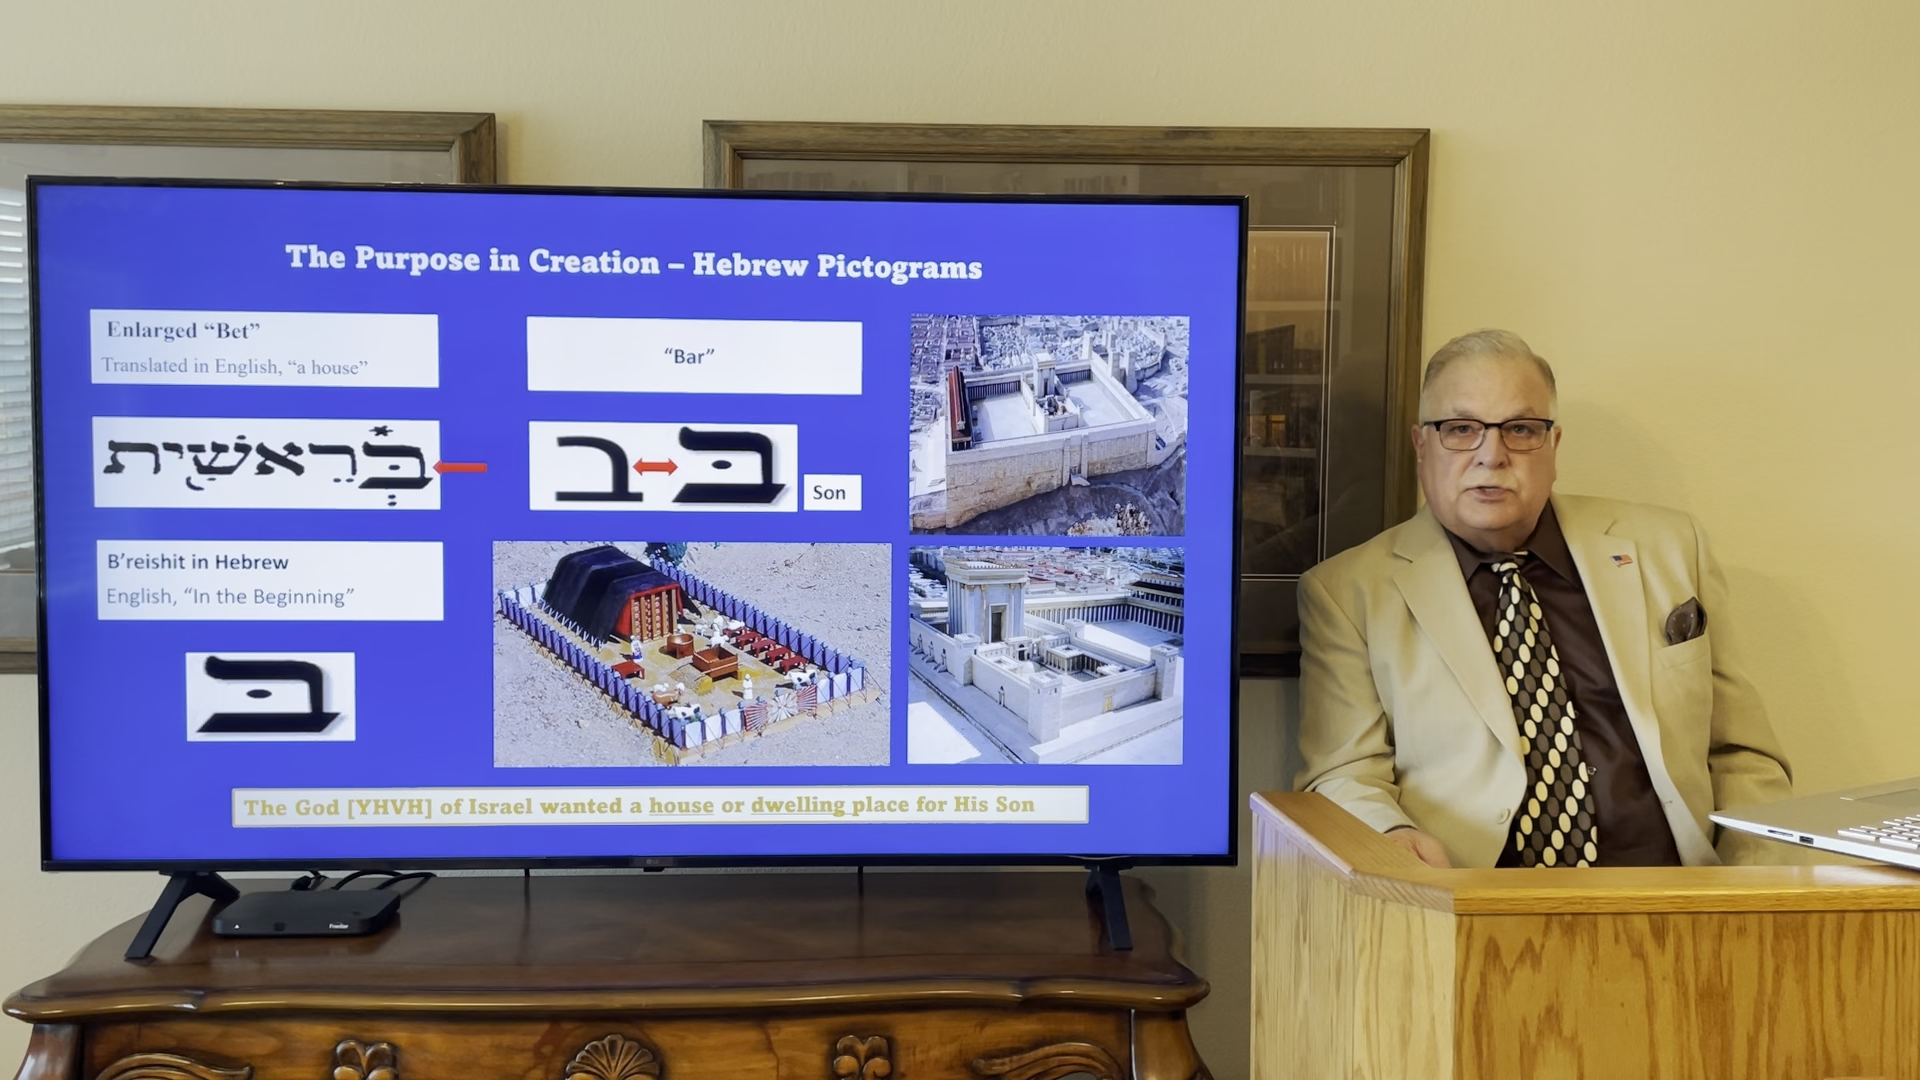 The Purpose in Creation – Hebrew Pictograms
Enlarged “Bet”
Translated in English, “a house”
בְּרֵאשִׁית
B’reishit in Hebrew
English, “In the Beginning”
בּ
“Bar”
בּ ב
Son
The God [YHVH] of Israel wanted a house or dwelling place for His Son
LG